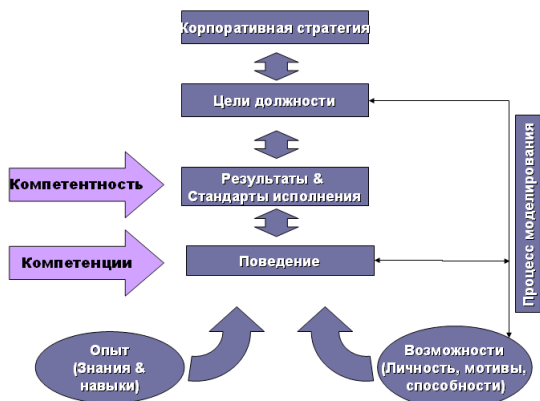 Корпоративная стратегия
Цели должности
Компетентность
Результаты &
Стандарты исполнения
Компетенции
Поведение
Процесс моделирования
Опыт
(Знания &
навыки)
Возможности
(Личность, мотивы,
способности)